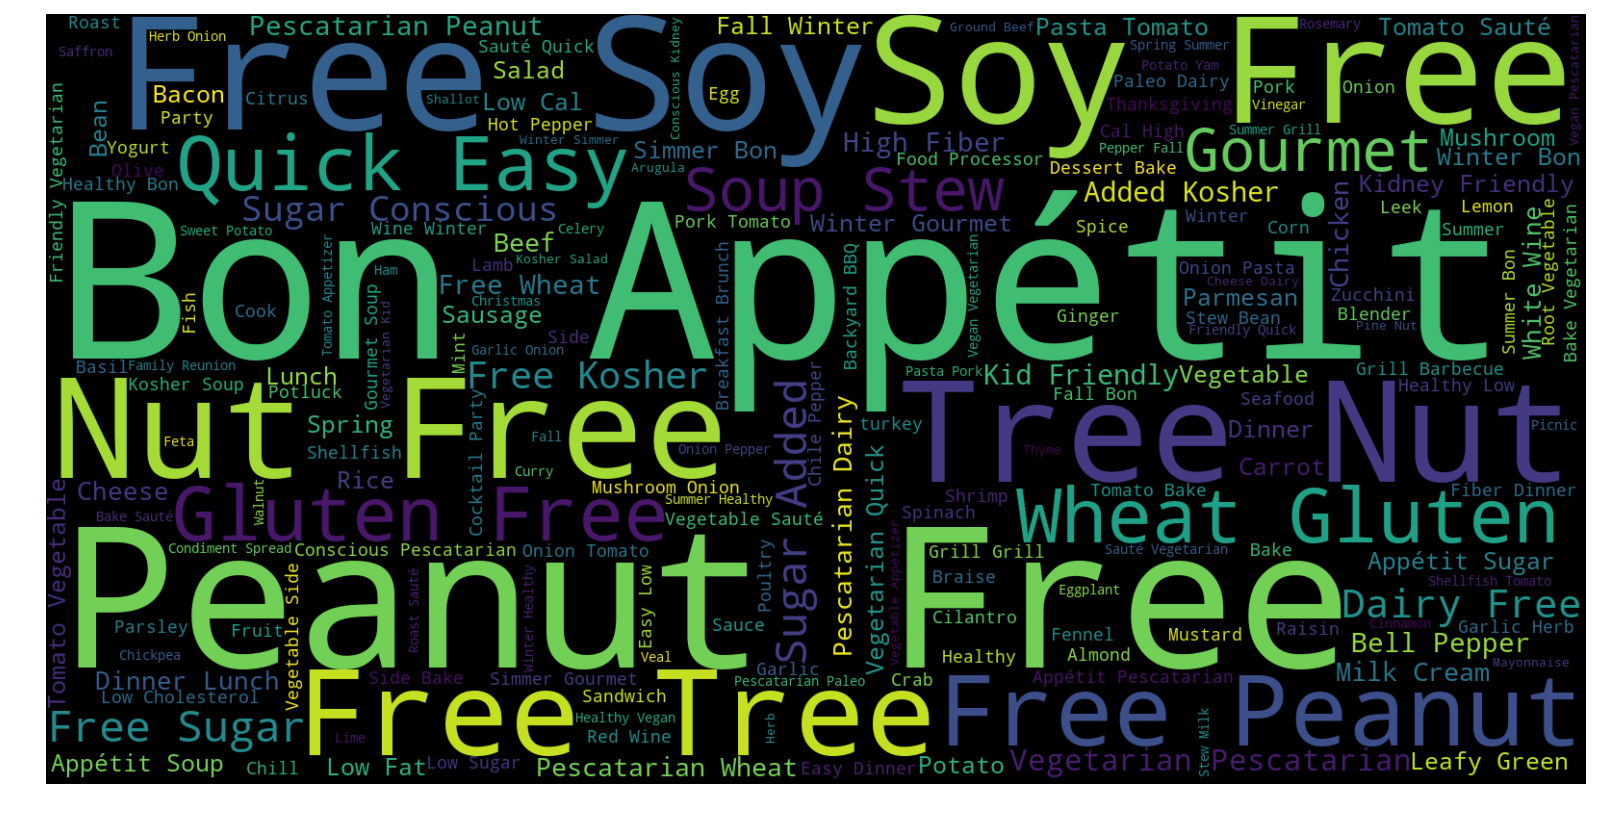 Roast
Herb Onion
Pescatarian Peanut
Free Soy
Fall Winter
Soy Free
Ground Beef
Pasta Tomato
Rosemary
Tomato Sauté
Saffron
Sauté Quick
Conscious Kidney
Spring Summer
Salad
Potato Yam
Paleo Dairy
Bacon
Citrus
Shallot
Low Cal
Egg
Pork
Onion
Thanksgiving
Vinegar
Vegan Pescatarian
Party
Hot Pepper
Bean
Friendly Vegetarian
Yogurt
Winter Simmer
Simmer Bon
High Fiber
Cal High
Summer Grill
Mushroom
Pepper Fall
Quick Easy
Gourmet
Olive
Arugula
Food Processor
Dessert Bake
Winter Bon
Healthy Bon
Soup Stew
Added Kosher
Kidney Friendly
Chicken
Sugar Conscious
Bon Appétit
Pork Tomato
Winter Gourmet
Winter
Leek
Lemon
Sweet Potato
Wine Winter
Celery
Spice
Corn
Summer
White Wine
Root Vegetable
Tomato Appetizer
Beef
Kosher Salad
Backyard BBQ
Vegan Vegetarian
Onion Pasta
Summer Bon
Bake Vegetarian
Ham
Lamb
Cheese Dairy
Free Wheat
Parmesan
Zucchini
Fish
Cook
Christmas
Sausage
Ginger
Stew Bean
Blender
Gourmet Soup
Vegetarian Kid
Breakfast Brunch
Friendly Quick
Pine Nut
Side
Mint
Garlic Onion
Basil
Family Reunion
Lunch
Free Kosher
Pasta Pork
Kid Friendly
Vegetable
Grill Barbecue
Kosher Soup
Potluck
Fall Bon
Healthy Low
Nut Free
Tree Nut
Seafood
Spring
Cocktail Party
Sugar Added
Chile Pepper
Pescatarian Dairy
turkey
Dinner
Picnic
Feta
Fall
Shellfish
Onion Pepper
Thyme
Vegetarian Quick
Curry
Carrot
Cheese
Rice
Mushroom Onion
Tomato Bake
Fiber Dinner
Walnut
Summer Healthy
Shrimp
Gluten Free
Wheat Gluten
Tomato Vegetable
Bake Sauté
Vegetable Sauté
Spinach
Peanut Free
Condiment Spread
Conscious Pescatarian
Onion Tomato
Grill Grill
Sauté Vegetarian
Bake
Appétit Sugar
Vegetable Side
Roast Sauté
Winter Healthy
Easy Low
Poultry
Vegetable Appetizer
Braise
Eggplant
Shellfish Tomato
Dairy Free
Parsley
Fruit
Sauce
Cilantro
Fennel
Mustard
Raisin
Cinnamon
Garlic Herb
Chickpea
Veal
Healthy
Almond
Bell Pepper
Dinner Lunch
Side Bake
Simmer Gourmet
Garlic
Pescatarian Paleo
Crab
Appétit Pescatarian
Milk Cream
Mayonnaise
Low Cholesterol
Free Tree
Sandwich
Free Peanut
Free Sugar
Healthy Vegan
Herb
Stew Milk
Lime
Red Wine
Appétit Soup
Chill
Low Fat
Low Sugar
Pescatarian Wheat
Easy Dinner
Potato
Vegetarian Pescatarian
Leafy Green